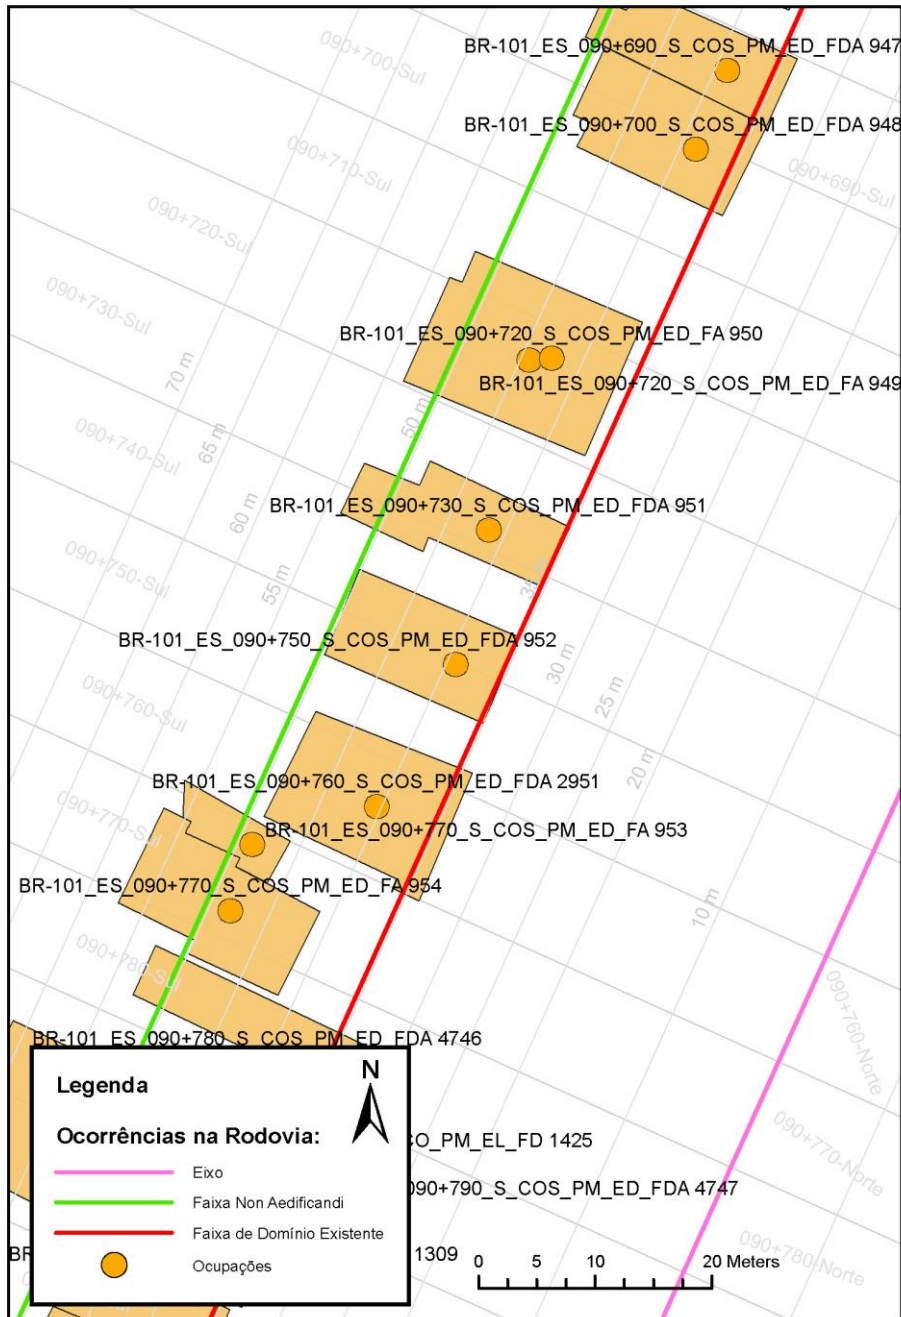 090+700-Sul
BR-101_ES_090+690_S_COS_PM_ED_FDA 947
BR-101_ES_090+700_S_COS_PM_ED_FDA 948
090+710-Sul
090+690-Sul
090+720-Sul
090+730-Sul
BR-101_ES_090+720_S_COS_PM_ED_FA 950
70 m
BR-101_ES_090+720_S_COS_PM_ED_FA 949
50 m
65 m
090+740-Sul
BR-101_ES_090+730_S_COS_PM_ED_FDA 951
60 m
090+750-Sul
55 m
35 m
BR-101_ES_090+750_S_COS_PM_ED_FDA 952
30 m
25 m
090+760-Sul
20 m
BR-101_ES_090+760_S_COS_PM_ED_FDA 2951
090+770-Sul
BR-101_ES_090+770_S_COS_PM_ED_FA 953
BR-101_ES_090+770_S_COS_PM_ED_FA 954
10 m
090+780-Sul
090+760-Norte
BR-101_ES_090+780_S_COS_PM_ED_FDA 4746
Legenda
N
Ocorrências na Rodovia:
CO_PM_EL_FD 1425
090+770-Norte
Eixo
090+790_S_COS_PM_ED_FDA 4747
Faixa Non Aedificandi
Faixa de Domínio Existente
090+780-Norte
BR
1309
Ocupações
0 5 10 20 Meters